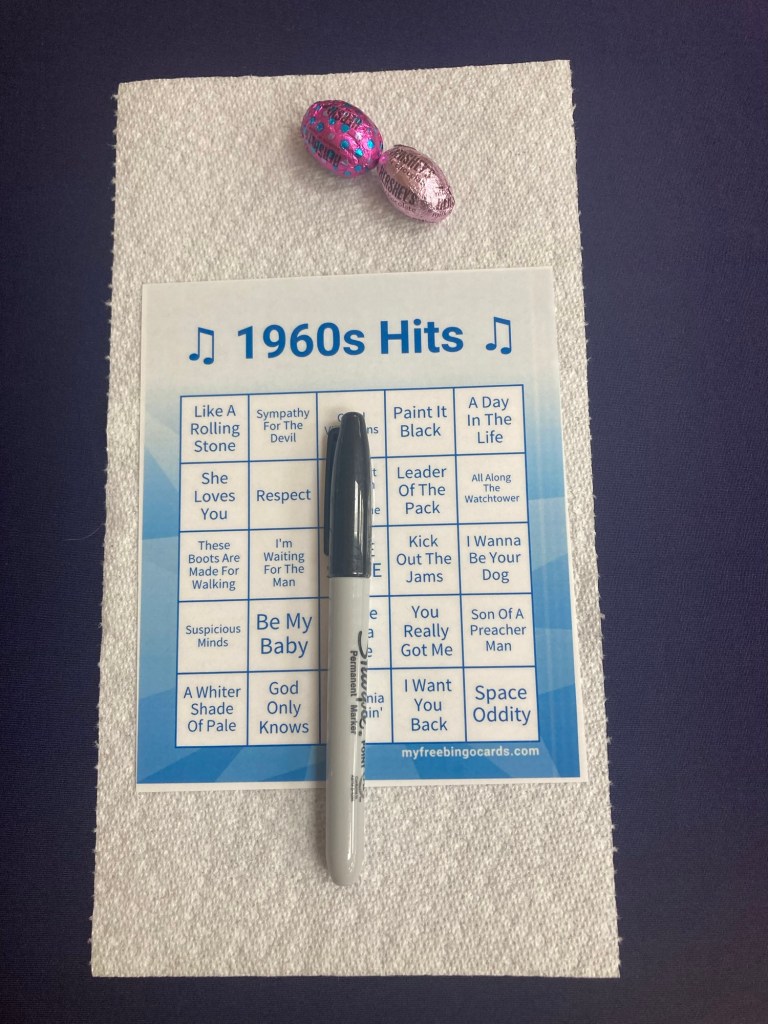 HERSHEY'S
HERSHEY'S
♫ 1960s Hits ♫
Like A
Rolling
Stone
Sympathy
For The
Devil
Paint It
Black
A Day
In The
Life
She
Loves
You
Respect
Leader
Of The
Pack
All Along
The
Watchtower
These
Boots Are
Made For
Walking
I'm
Waiting
For The
Man
Kick
Out The
Jams
I Wanna
Be Your
Dog
Suspicious
Minds
Be My
Baby
You
Really
Got Me
Son Of A
Preacher
Man
A Whiter
Shade
Of Pale
God
Only
Knows
I Want
You
Back
Space
Oddity
myfreebingocards.com
Sharpie
Permanent Marker